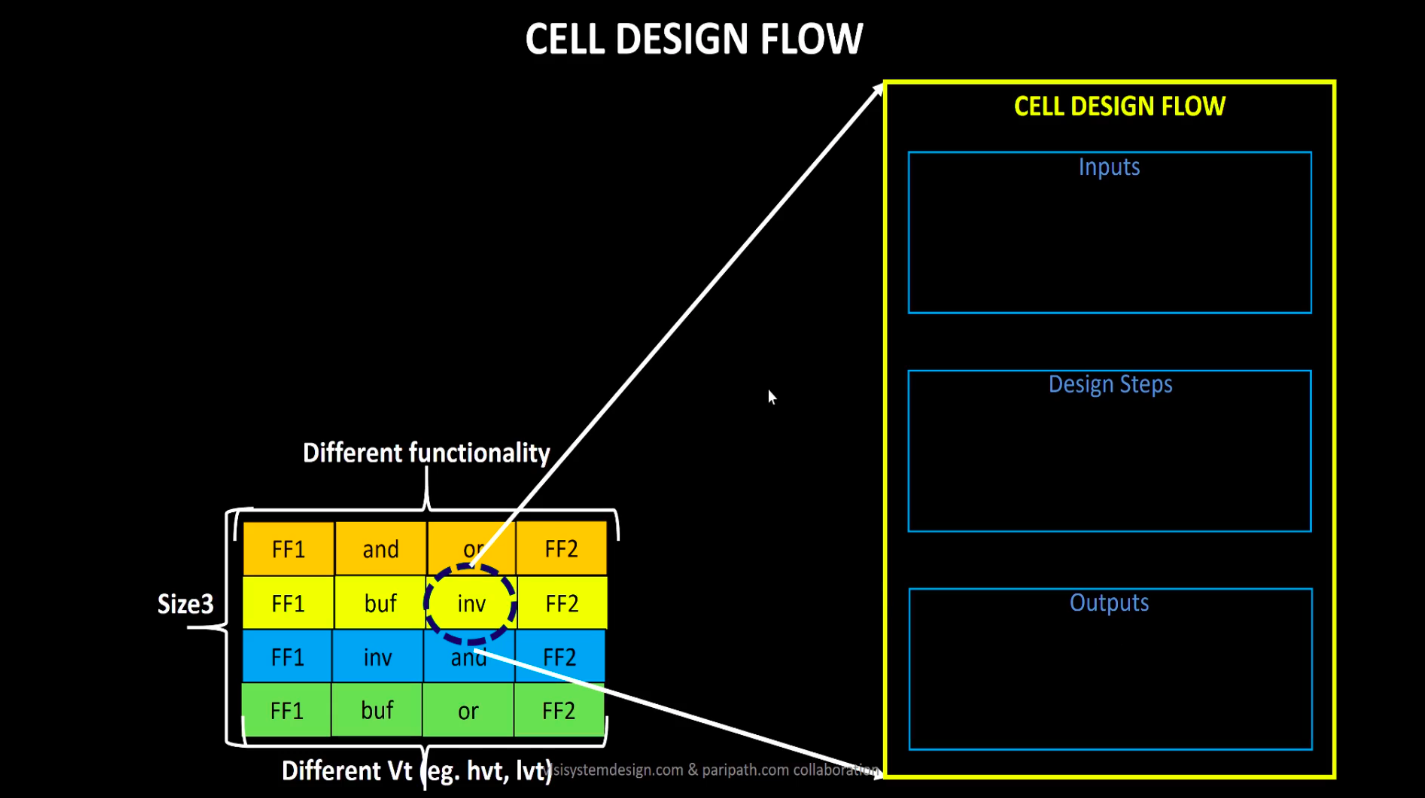 CELL DESIGN FLOW
CELL DESIGN FLOW
Inputs
Design Steps
Outputs
Different functionality
Size3
FF1 and or FF2
FF1 buf inv FF2
FF1 inv and FF2
FF1 buf or FF2
Different Vt (eg. hvt, lvt)
vlsisystemdesign.com & paripath.com collaboration